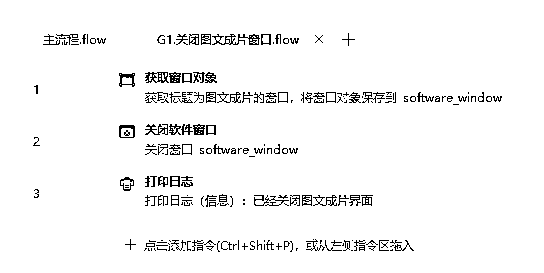 主流程.flow G1.关闭图文成片窗口.flow × +
1 获取窗口对象
获取标题为图文成片的窗口，将窗口对象保存到 software_window
2 关闭软件窗口
关闭窗口 software_window
3 打印日志
打印日志（信息）：已经关闭图文成片界面
+ 点击添加指令(Ctrl+Shift+P)，或从左侧指令区拖入